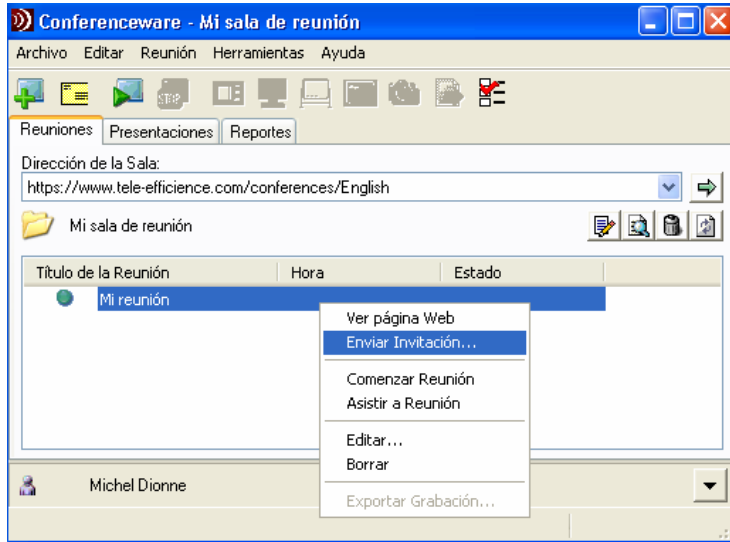 Conferenceware - Mi sala de reunión
Archivo Editar Reunión Herramientas Ayuda
STOP
Reuniones Presentaciones Reportes
Dirección de la Sala:
https://www.tele-efficience.com/conferences/English
Mi sala de reunión
Título de la Reunión Hora Estado
Mi reunión
Ver página Web
Enviar Invitación...
Comenzar Reunión
Asistir a Reunión
Editar...
Borrar
Exportar Grabación...
Michel Dionne